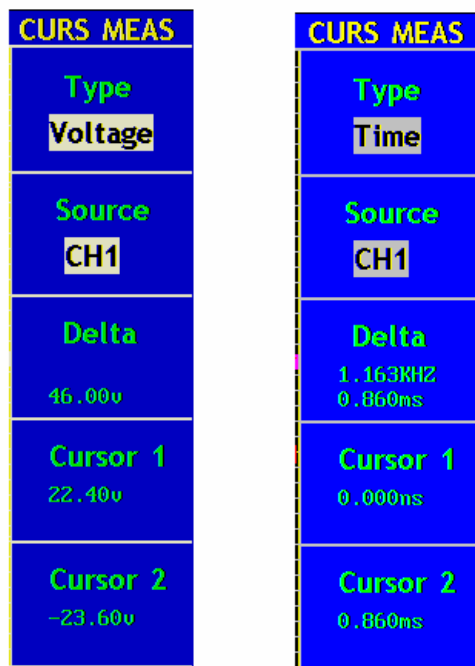 CURS MEAS
Type
Voltage
Source
CH1
Delta
46.00v
Cursor 1
22.40v
Cursor 2
-23.60v
CURS MEAS
Type
Time
Source
CH1
Delta
1.163KHZ
0.860ms
Cursor 1
0.000ns
Cursor 2
0.860ms